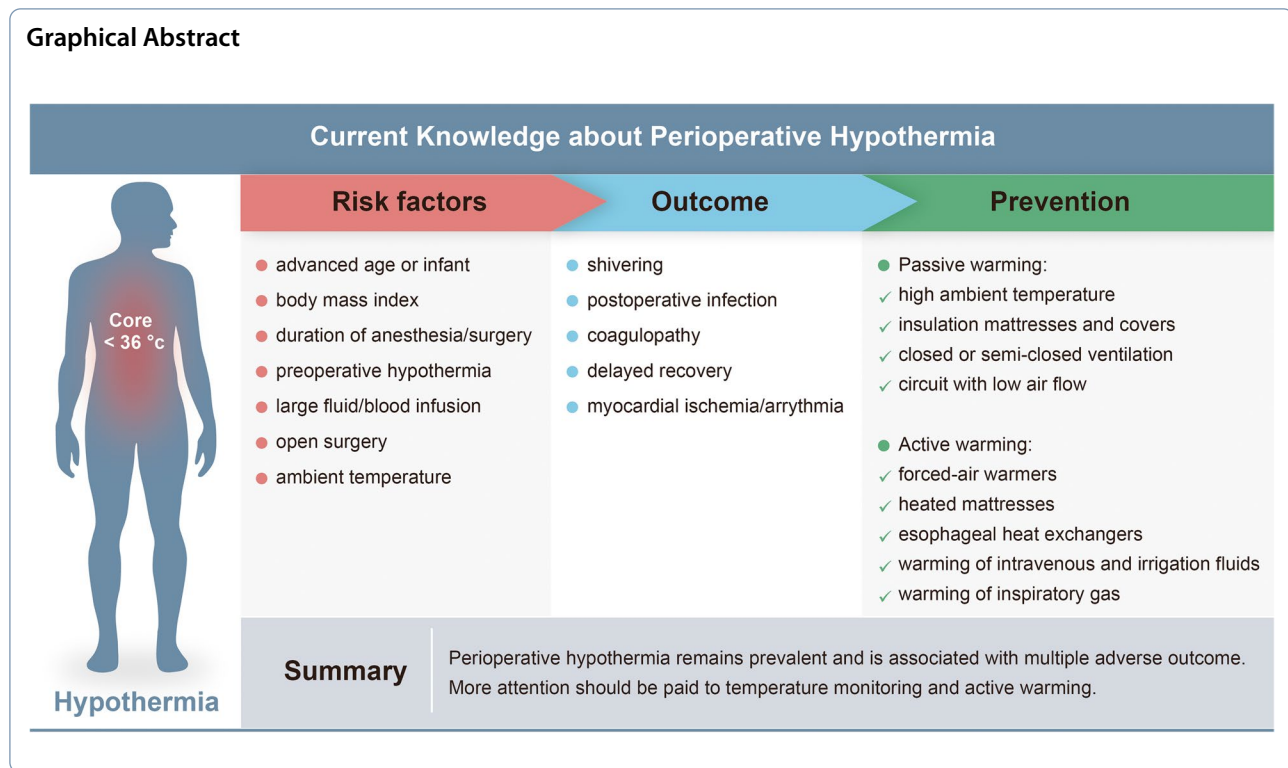 Graphical Abstract
Current Knowledge about Perioperative Hypothermia
Core
< 36 °c
Hypothermia
Risk factors
advanced age or infant
body mass index
duration of anesthesia/surgery
preoperative hypothermia
large fluid/blood infusion
open surgery
ambient temperature
Outcome
shivering
postoperative infection
coagulopathy
delayed recovery
myocardial ischemia/arrythmia
Prevention
Passive warming:
high ambient temperature
insulation mattresses and covers
closed or semi-closed ventilation
circuit with low air flow
Active warming:
forced-air warmers
heated mattresses
esophageal heat exchangers
warming of intravenous and irrigation fluids
warming of inspiratory gas
Summary
Perioperative hypothermia remains prevalent and is associated with multiple adverse outcome.
More attention should be paid to temperature monitoring and active warming.